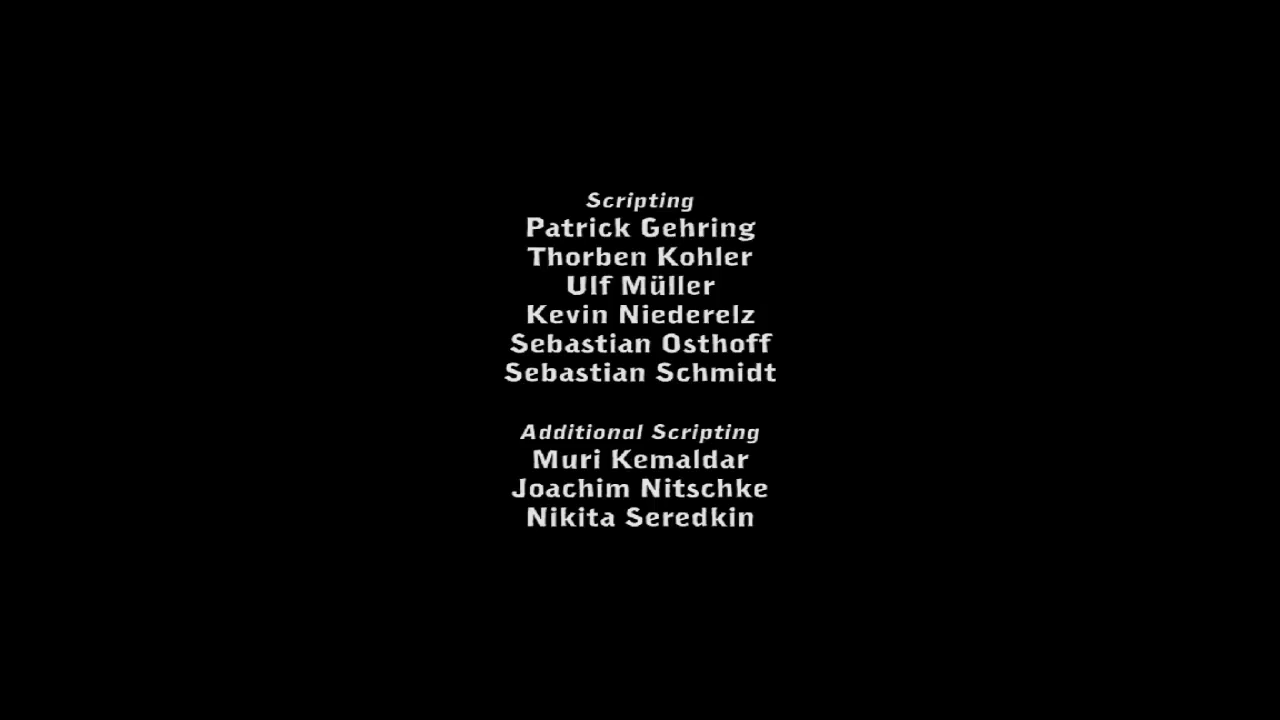 Scripting
Patrick Gehring
Thorben Kohler
Ulf Müller
Kevin Niederelz
Sebastian Osthoff
Sebastian Schmidt
Additional Scripting
Muri Kemaldar
Joachim Nitschke
Nikita Seredkin